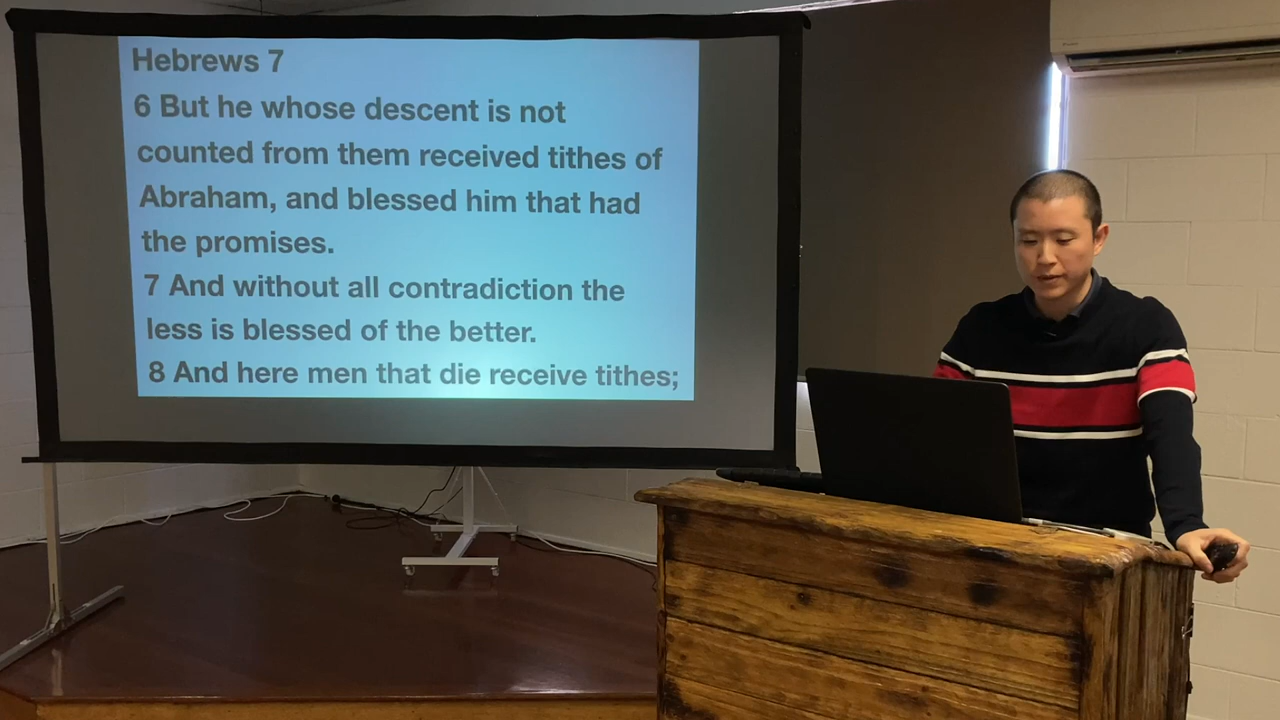 Hebrews 7
6 But he whose descent is not
counted from them received tithes of
Abraham, and blessed him that had
the promises.
7 And without all contradiction the
less is blessed of the better.
8 And here men that die receive tithes;